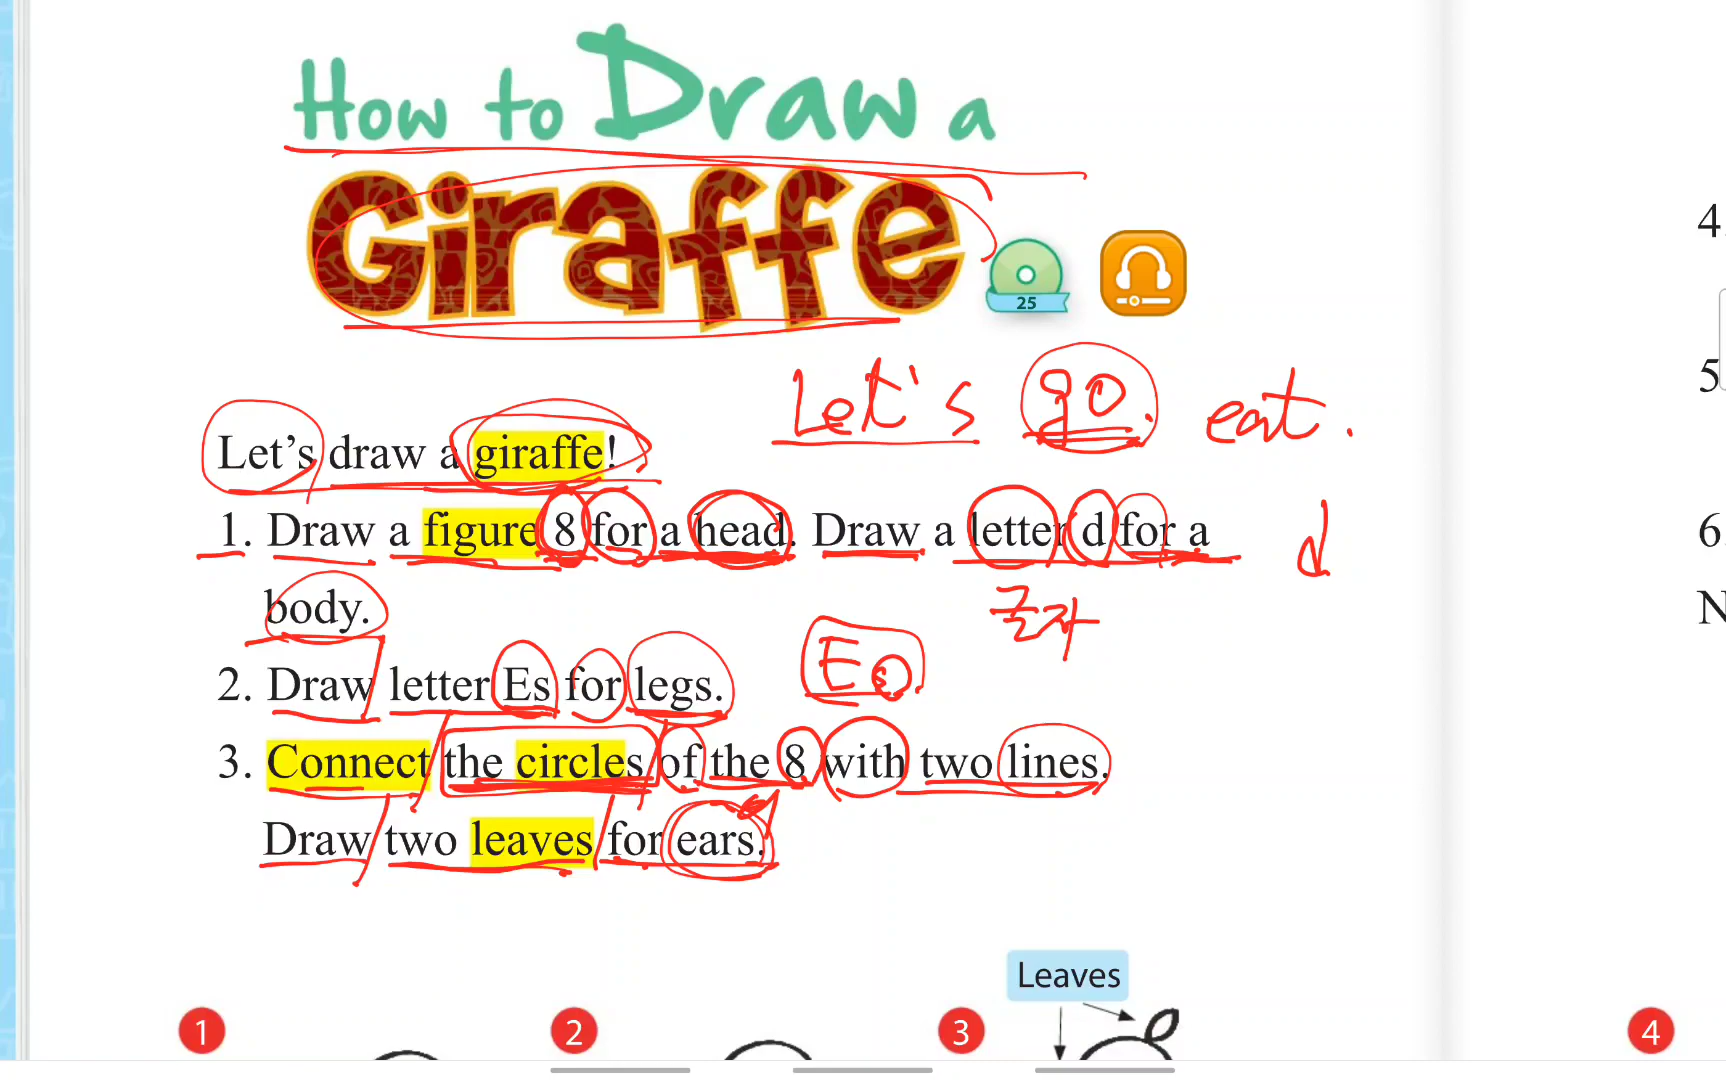 How to Draw a
Giraffe
25
Let's go. eat.
Let's draw a giraffe!
1. Draw a figure 8 for a head. Draw a letter d for a
d
body.
글자
2. Draw letter Es for legs.
Es
3. Connect the circles of the 8 with two lines.
Draw two leaves for ears.
Leaves
1
2
3
4
5
6
N
4